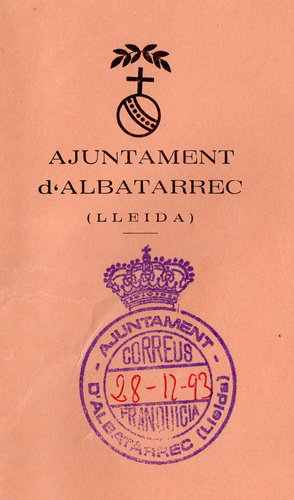 AJUNTAMENT
d'ALBATARREC
(LLEIDA)
AJUNTAMENT
CORREUS
28-12-93
FRANQUICIA
D'ALBATARREC (Lleida)